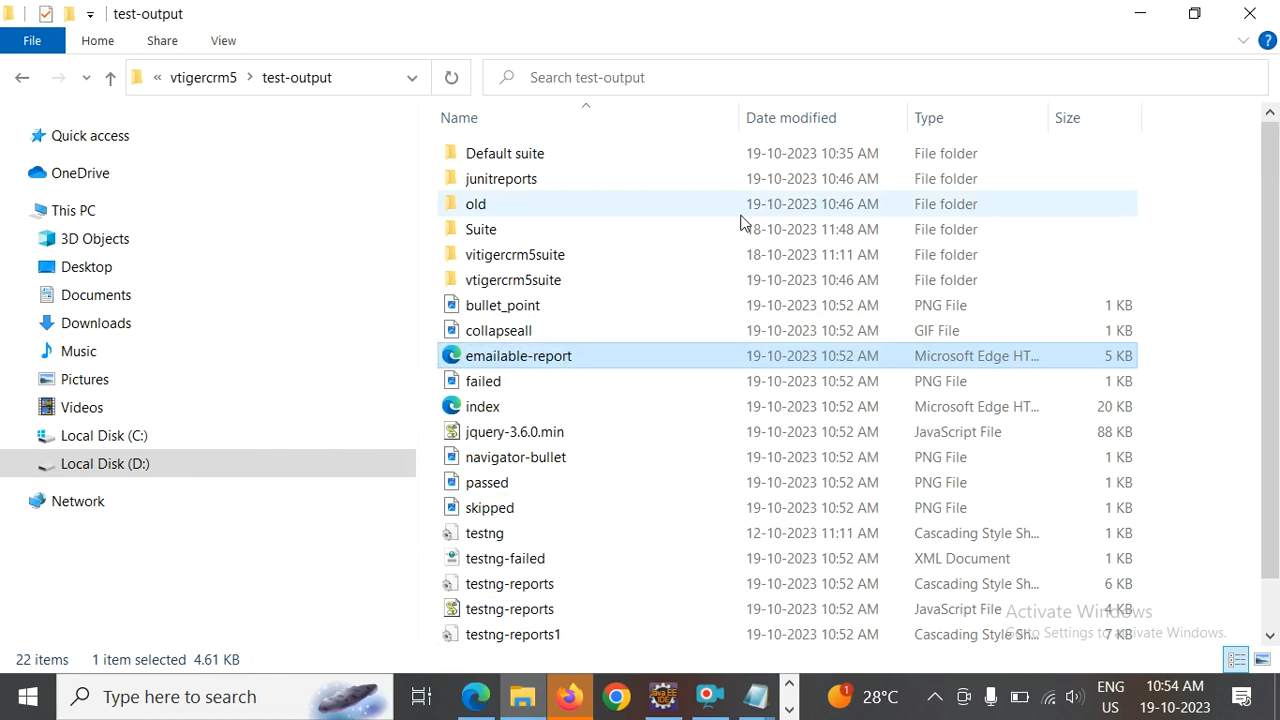 test-output
File Home Share View
« vtigercrm5 > test-output Search test-output
Name Date modified Type Size
Quick access
OneDrive
This PC
3D Objects
Desktop
Documents
Downloads
Music
Pictures
Videos
Local Disk (C:)
Local Disk (D:)
Network
Default suite 19-10-2023 10:35 AM File folder
junitreports 19-10-2023 10:46 AM File folder
old 19-10-2023 10:46 AM File folder
Suite 18-10-2023 11:48 AM File folder
vitigercrm5suite 18-10-2023 11:11 AM File folder
vtigercrm5suite 19-10-2023 10:46 AM File folder
bullet_point 19-10-2023 10:52 AM PNG File 1 KB
collapseall 19-10-2023 10:52 AM GIF File 1 KB
emailable-report 19-10-2023 10:52 AM Microsoft Edge HT... 5 KB
failed 19-10-2023 10:52 AM PNG File 1 KB
index 19-10-2023 10:52 AM Microsoft Edge HT... 20 KB
jquery-3.6.0.min 19-10-2023 10:52 AM JavaScript File 88 KB
navigator-bullet 19-10-2023 10:52 AM PNG File 1 KB
passed 19-10-2023 10:52 AM PNG File 1 KB
skipped 19-10-2023 10:52 AM PNG File 1 KB
testng 12-10-2023 11:11 AM Cascading Style Sh... 1 KB
testng-failed 19-10-2023 10:52 AM XML Document 1 KB
testng-reports 19-10-2023 10:52 AM Cascading Style Sh... 6 KB
testng-reports 19-10-2023 10:52 AM JavaScript File 4 KB
testng-reports1 19-10-2023 10:52 AM Cascading Style Sh... 7 KB
Activate Windows
Go to Settings to activate Windows.
22 items 1 item selected 4.61 KB
Type here to search
1 28°C
ENG
US
10:54 AM
19-10-2023